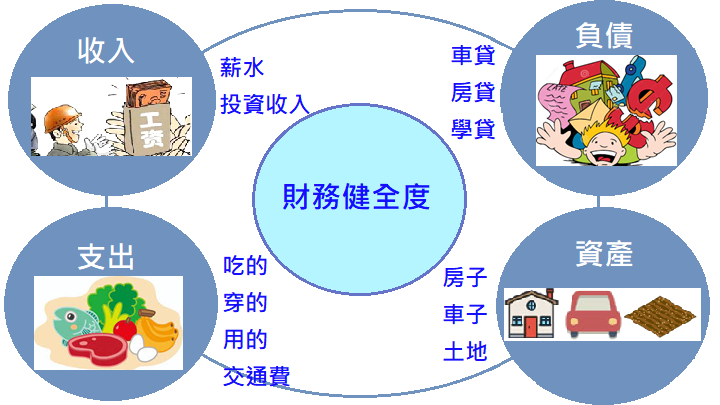 收入
工资
薪水
投資收入
車貸
房貸
學貸
負債
財務健全度
支出
吃的
穿的
用的
交通費
房子
車子
土地
資產